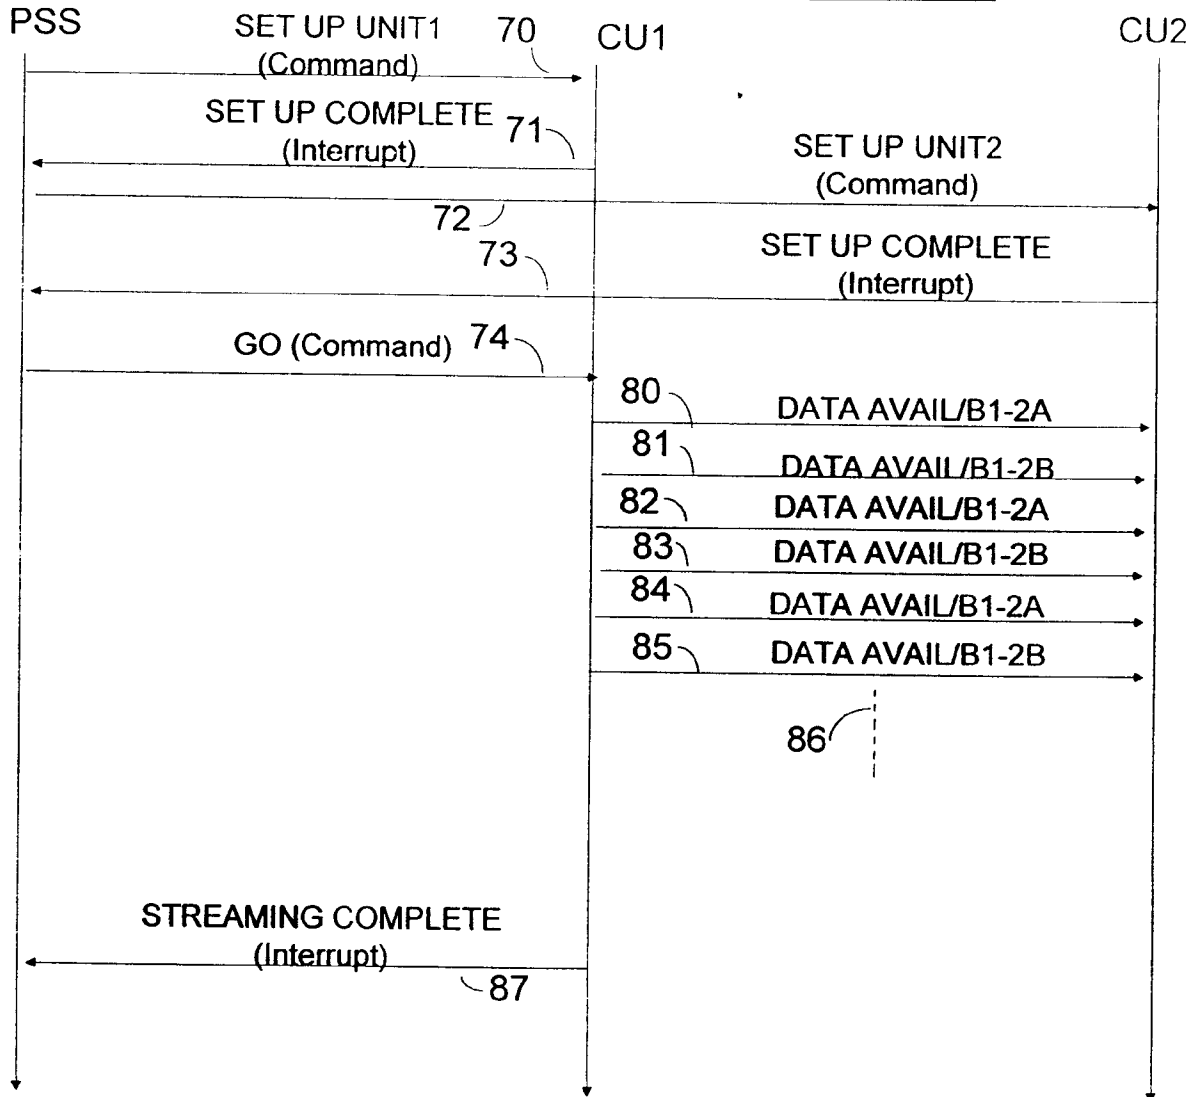 PSS
SET UP UNIT1
(Command)
70
CU1
CU2
SET UP COMPLETE
(Interrupt)
71
SET UP UNIT2
(Command)
72
73
SET UP COMPLETE
(Interrupt)
GO (Command)
74
80
DATA AVAIL/B1-2A
81
DATA AVAIL/B1-2B
82
DATA AVAIL/B1-2A
83
DATA AVAIL/B1-2B
84
DATA AVAIL/B1-2A
85
DATA AVAIL/B1-2B
86
STREAMING COMPLETE
(Interrupt)
87